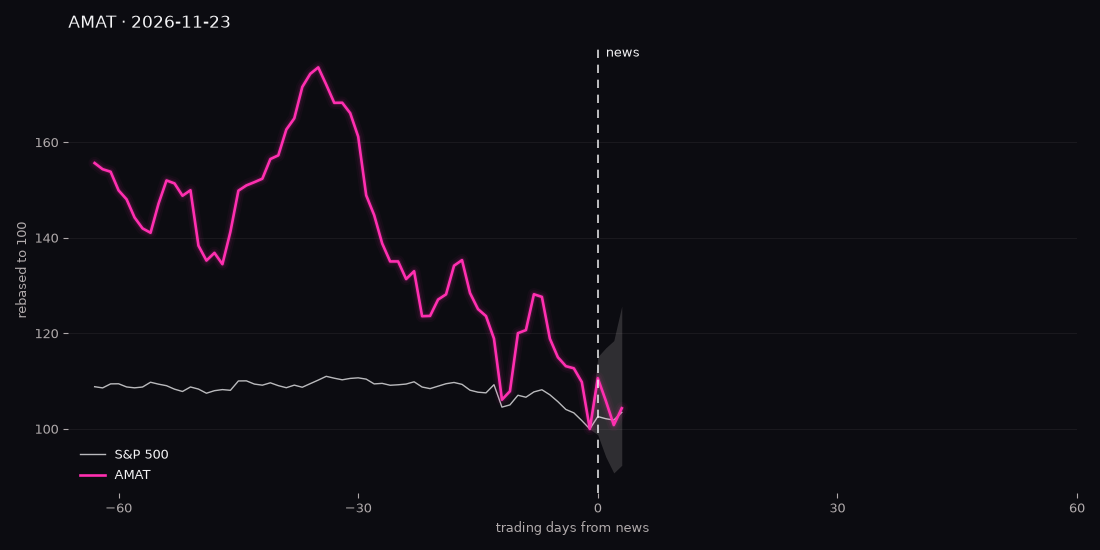 AMAT · 2026-11-23
news
rebased to 100
160
140
120
100
S&P 500
AMAT
−60
−30
0
30
60
trading days from news